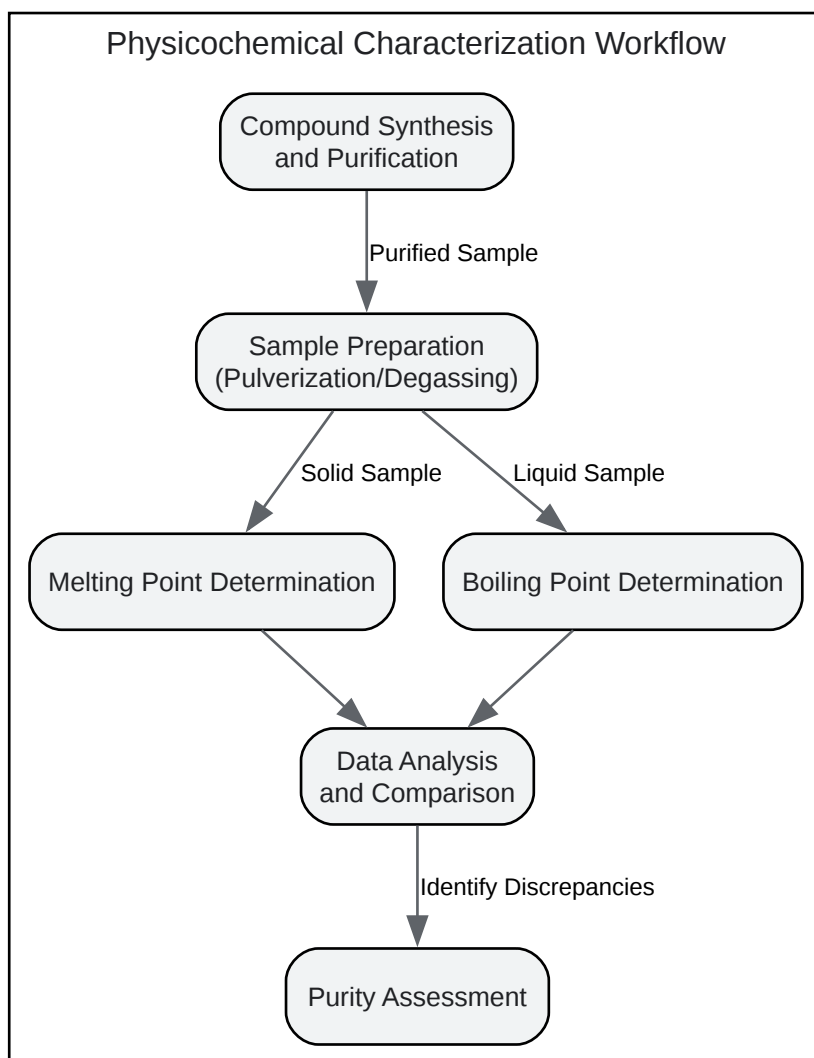 Physicochemical Characterization Workflow
Compound Synthesis
and Purification
Purified Sample
Sample Preparation
(Pulverization/Degassing)
Solid Sample
Liquid Sample
Melting Point Determination
Boiling Point Determination
Data Analysis
and Comparison
Identify Discrepancies
Purity Assessment